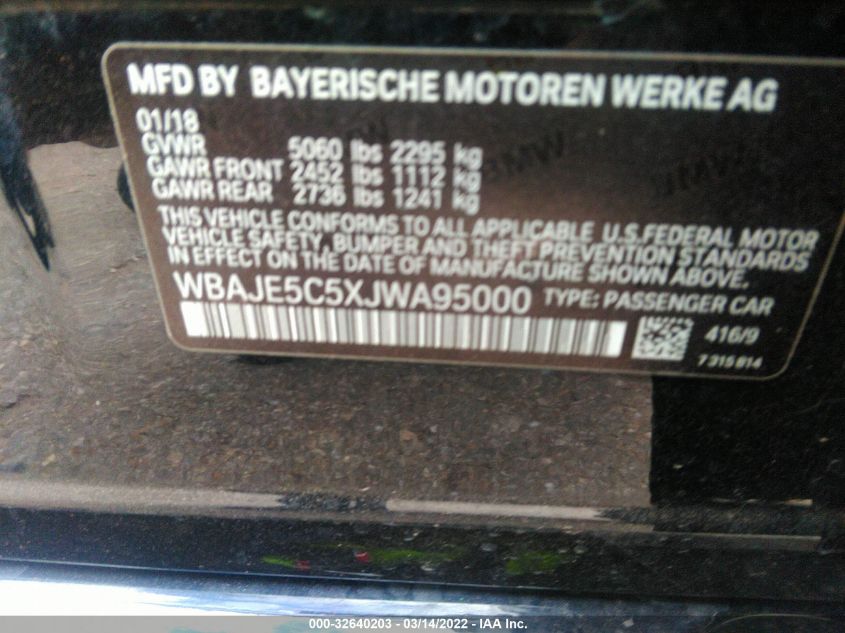 MFD BY BAYERISCHE MOTOREN WERKE AG
01/18
GVWR 5060 lbs 2295 kg
GAWR FRONT 2452 lbs 1112 kg
GAWR REAR 2736 lbs 1241 kg
THIS VEHICLE CONFORMS TO ALL APPLICABLE U.S.FEDERAL MOTOR
VEHICLE SAFETY, BUMPER AND THEFT PREVENTION STANDARDS
IN EFFECT ON THE DATE OF MANUFACTURE SHOWN ABOVE.
WBAJE5C5XJWA95000 TYPE: PASSENGER CAR
416/9
7 315 814
000-32640203 - 03/14/2022 - IAA Inc.